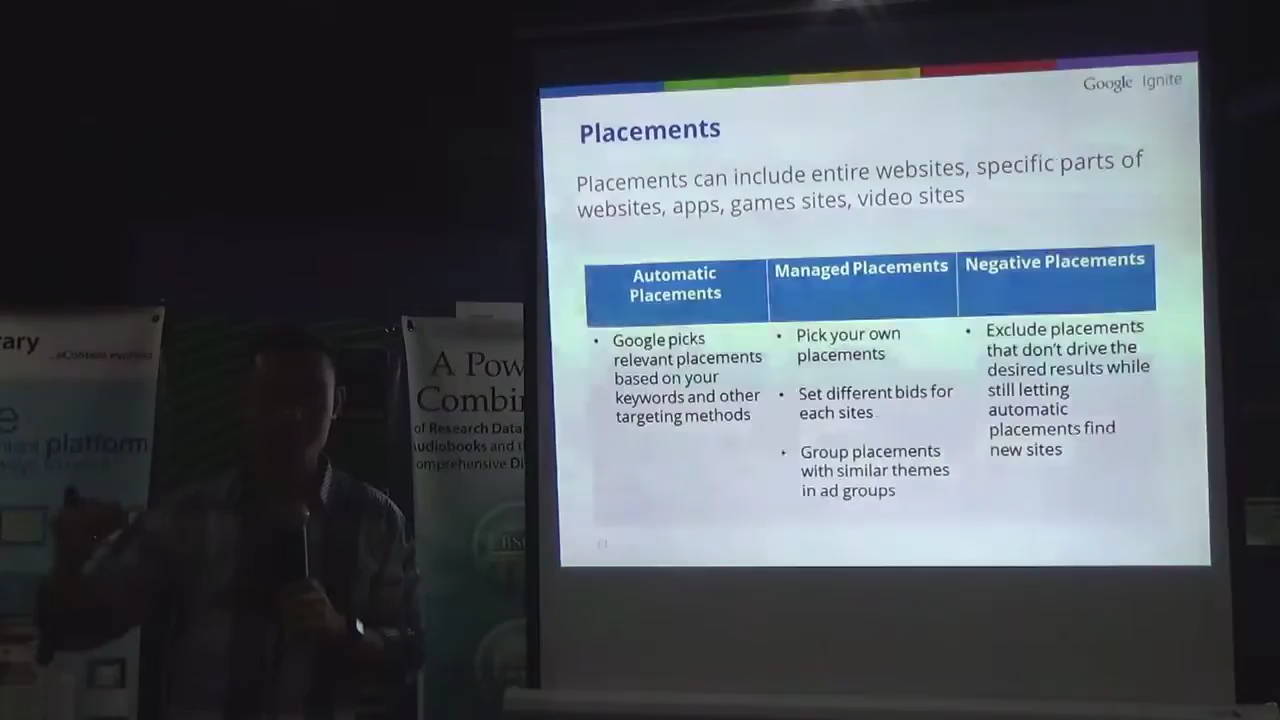 Google Ignite
Placements
Placements can include entire websites, specific parts of
websites, apps, games sites, video sites
Automatic
Placements
Managed Placements
Negative Placements
• Google picks
relevant placements
based on your
keywords and other
targeting methods
• Pick your own
placements
• Set different bids for
each sites
• Group placements
with similar themes
in ad groups
• Exclude placements
that don't drive the
desired results while
still letting
automatic
placements find
new sites
rary
e
platform
A Pow
Combi
of Research Data
udiobooks and t
omprehensive Di